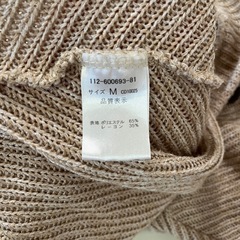 112-600693-81
サイズ M C01002S
品質表示
表地 ポリエステル 65%
レーヨン 35%